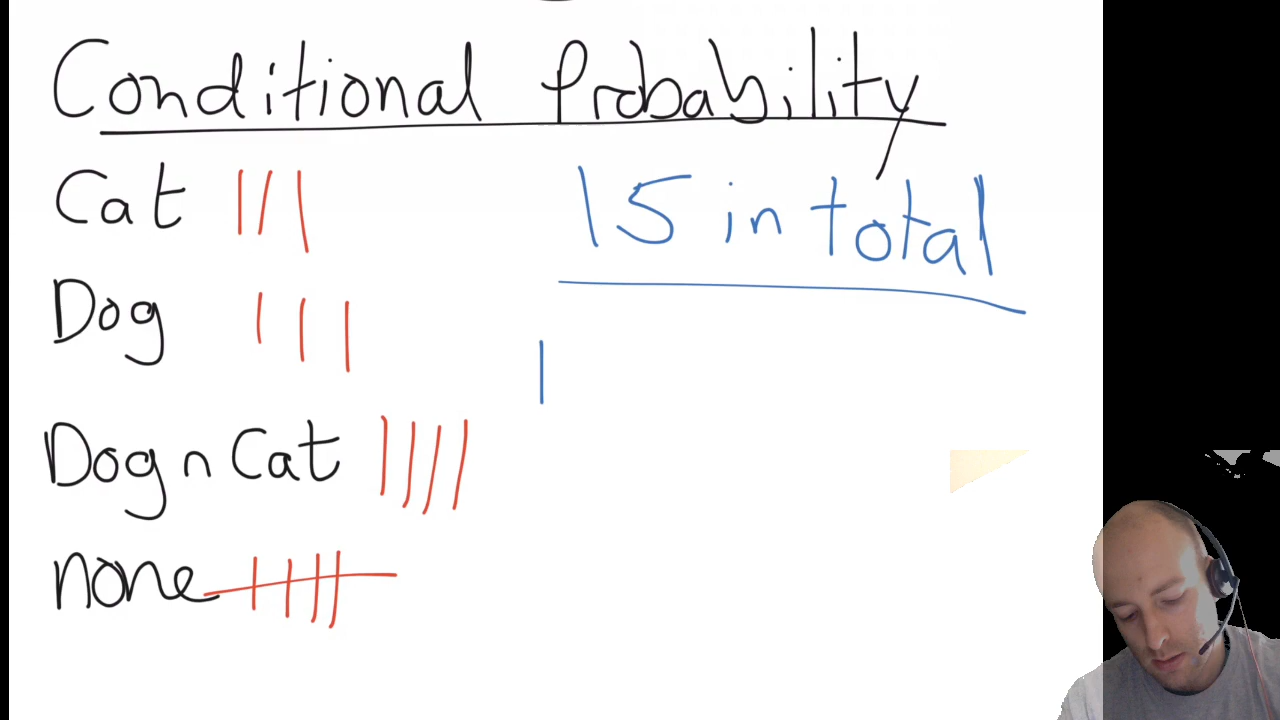 Conditional Probability
Cat |||
15 in total
Dog |||
|
Dog ∩ Cat ||||
none ||||